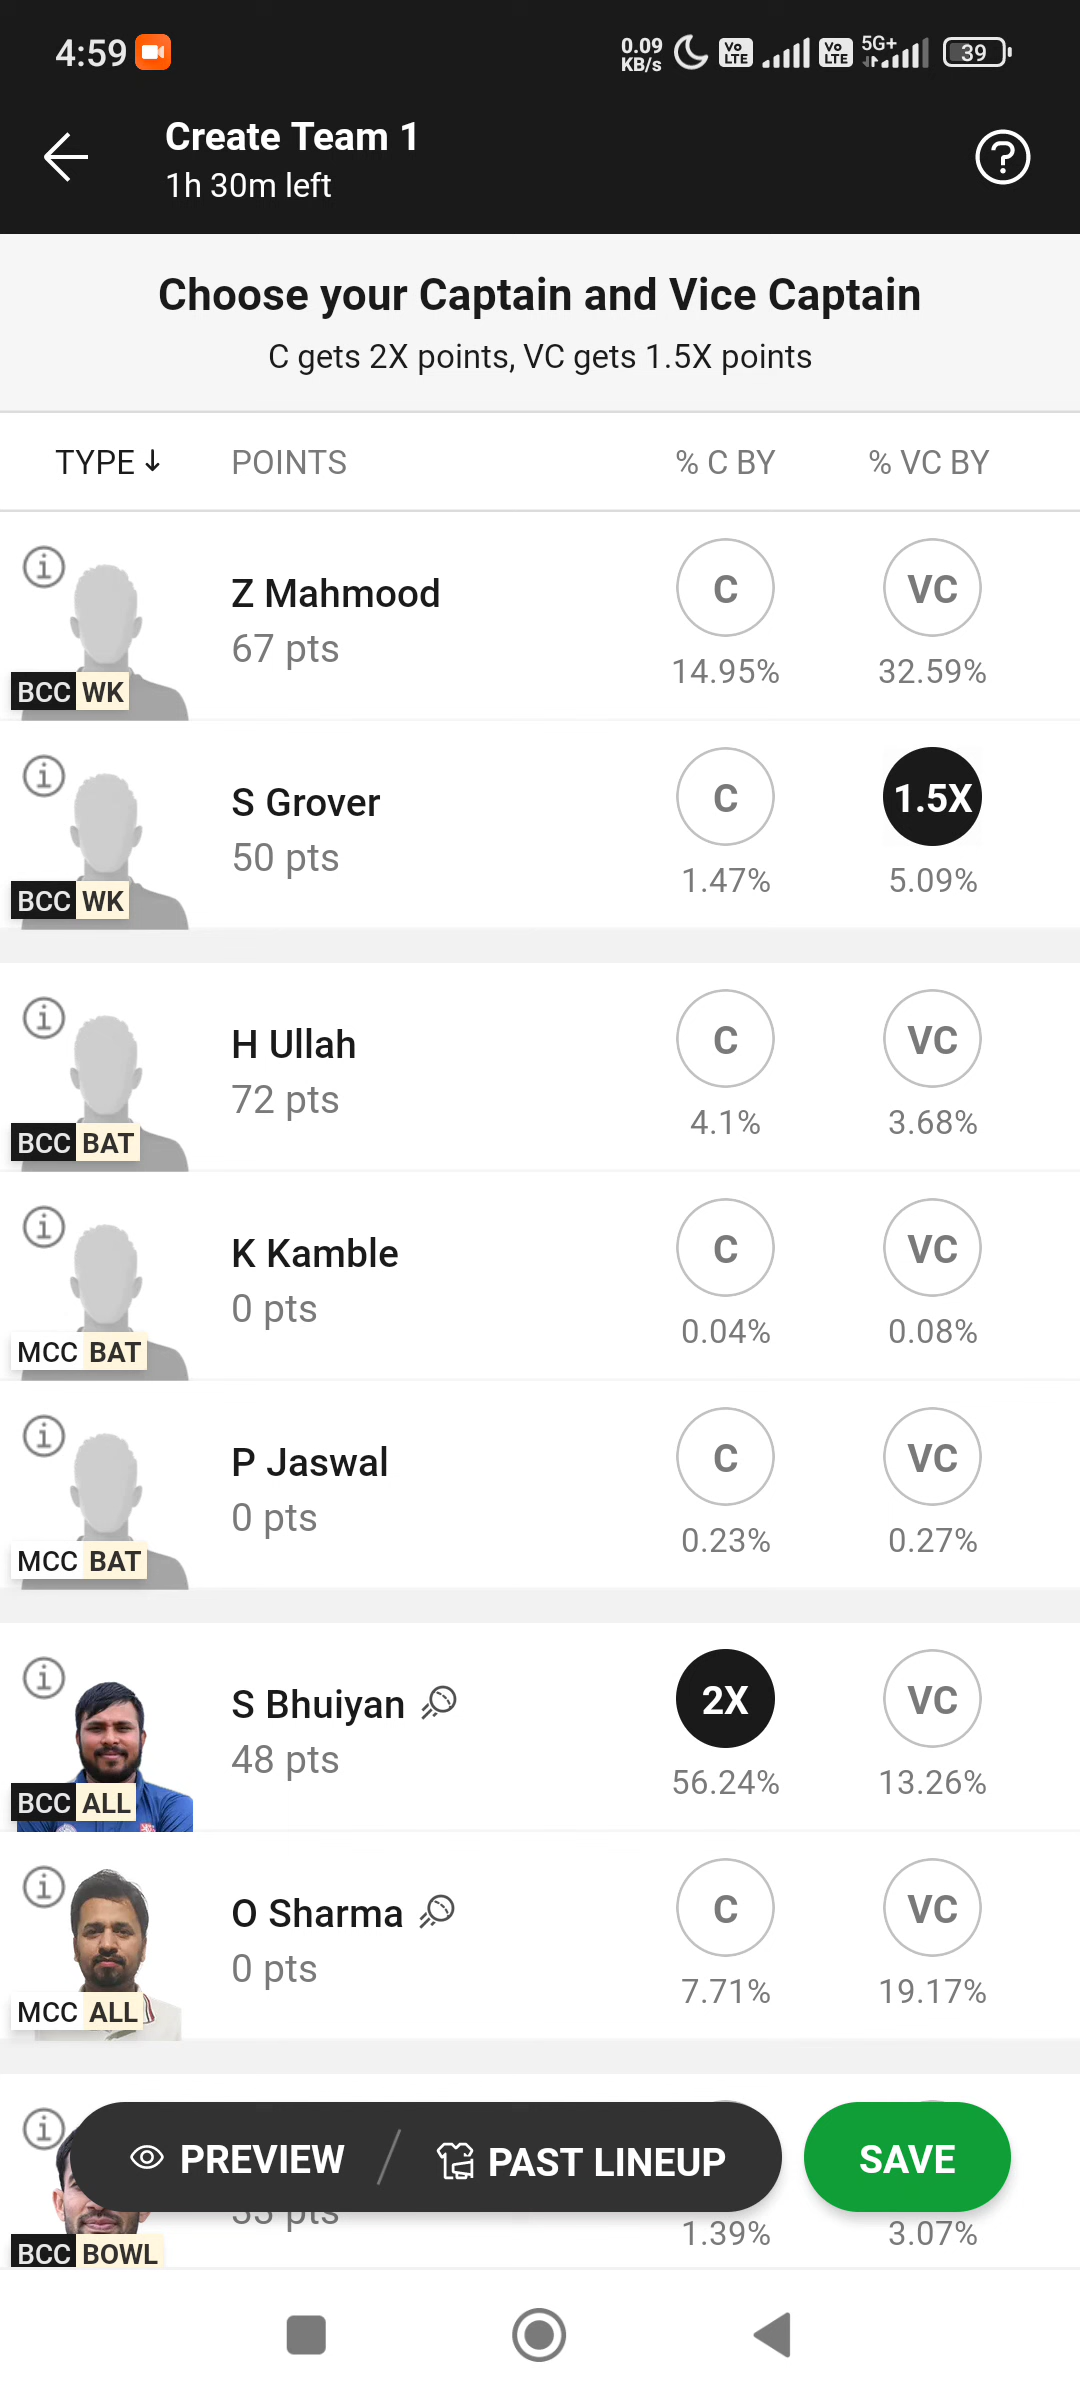 4:59
0.09 KB/s Vo LTE Vo LTE 5G+ 39
Create Team 1
1h 30m left
Choose your Captain and Vice Captain
C gets 2X points, VC gets 1.5X points
TYPE ↓ POINTS % C BY % VC BY
Z Mahmood C VC
67 pts 14.95% 32.59%
BCC WK
S Grover C 1.5X
50 pts 1.47% 5.09%
BCC WK
H Ullah C VC
72 pts 4.1% 3.68%
BCC BAT
K Kamble C VC
0 pts 0.04% 0.08%
MCC BAT
P Jaswal C VC
0 pts 0.23% 0.27%
MCC BAT
S Bhuiyan 2X VC
48 pts 56.24% 13.26%
BCC ALL
O Sharma C VC
0 pts 7.71% 19.17%
MCC ALL
PREVIEW PAST LINEUP SAVE
pts 1.39% 3.07%
BCC BOWL